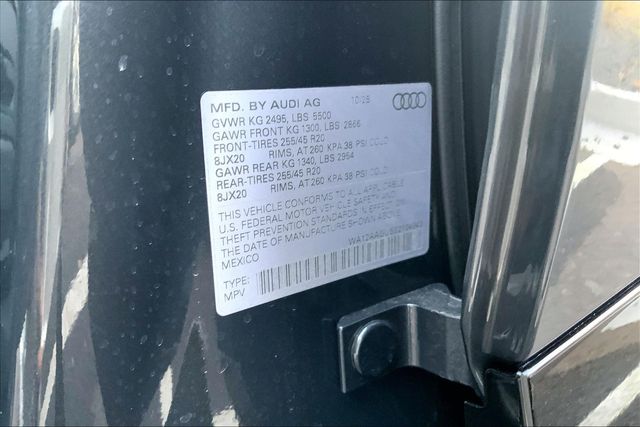 MFD. BY AUDI AG 10/25
GVWR KG 2495, LBS 5500
GAWR FRONT KG 1300, LBS 2866
FRONT-TIRES 255/45 R20
8JX20 RIMS, AT 260 KPA 38 PSI COLD
GAWR REAR KG 1340, LBS 2954
REAR-TIRES 255/45 R20
8JX20 RIMS, AT 260 KPA 38 PSI COLD
THIS VEHICLE CONFORMS TO ALL APPLICABLE
U.S. FEDERAL MOTOR VEHICLE SAFETY AND
THEFT PREVENTION STANDARDS IN EFFECT ON
THE DATE OF MANUFACTURE SHOWN ABOVE.
MEXICO
TYPE:
MPV